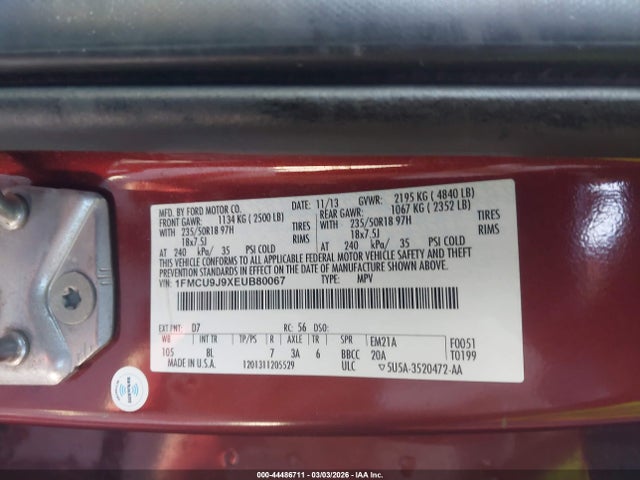 MFD. BY FORD MOTOR CO. 11/13 GVWR: 2195 KG ( 4840 LB)
FRONT GAWR: 1134 KG ( 2500 LB) REAR GAWR: 1067 KG ( 2352 LB)
WITH 235/50R18 97H TIRES WITH 235/50R18 97H TIRES
18x7.5J RIMS 18x7.5J RIMS
AT 240 kPa/ 35 PSI COLD AT 240 kPa/ 35 PSI COLD
THIS VEHICLE CONFORMS TO ALL APPLICABLE FEDERAL MOTOR VEHICLE SAFETY, BUMPER,
AND THEFT PREVENTION STANDARDS IN EFFECT ON THE DATE OF MANUFACTURE SHOWN ABOVE.
VIN: 1FMCU9J9XEUB80067 TYPE: MPV
EXT PNT: D7 RC: 56 DSO:
WB INT TR TP/PS R AXLE TR SPR EM21A F0051
105 BL 7 3A 6 BBCC 20A T0199
MADE IN U.S.A. 1201311205529 ULC ▽5U5A-3520472-AA
000-44486711 - 03/03/2026 - IAA Inc.